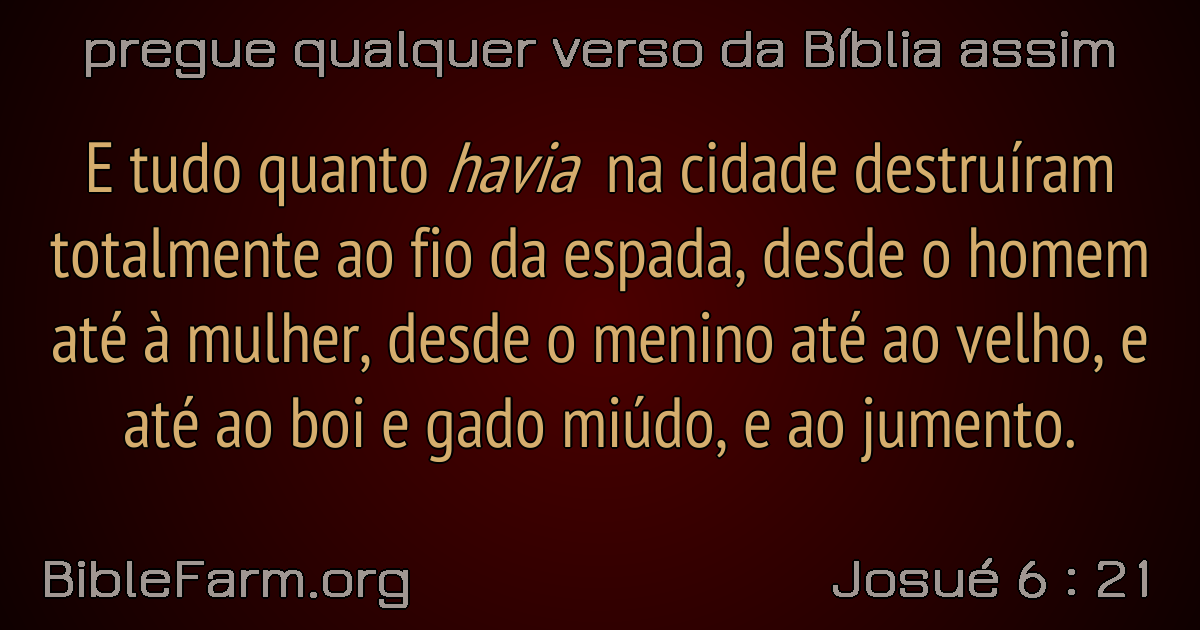 pregue qualquer verso da Bíblia assim
E tudo quanto havia na cidade destruíram
totalmente ao fio da espada, desde o homem
até à mulher, desde o menino até ao velho, e
até ao boi e gado miúdo, e ao jumento.
BibleFarm.org
Josué 6 : 21